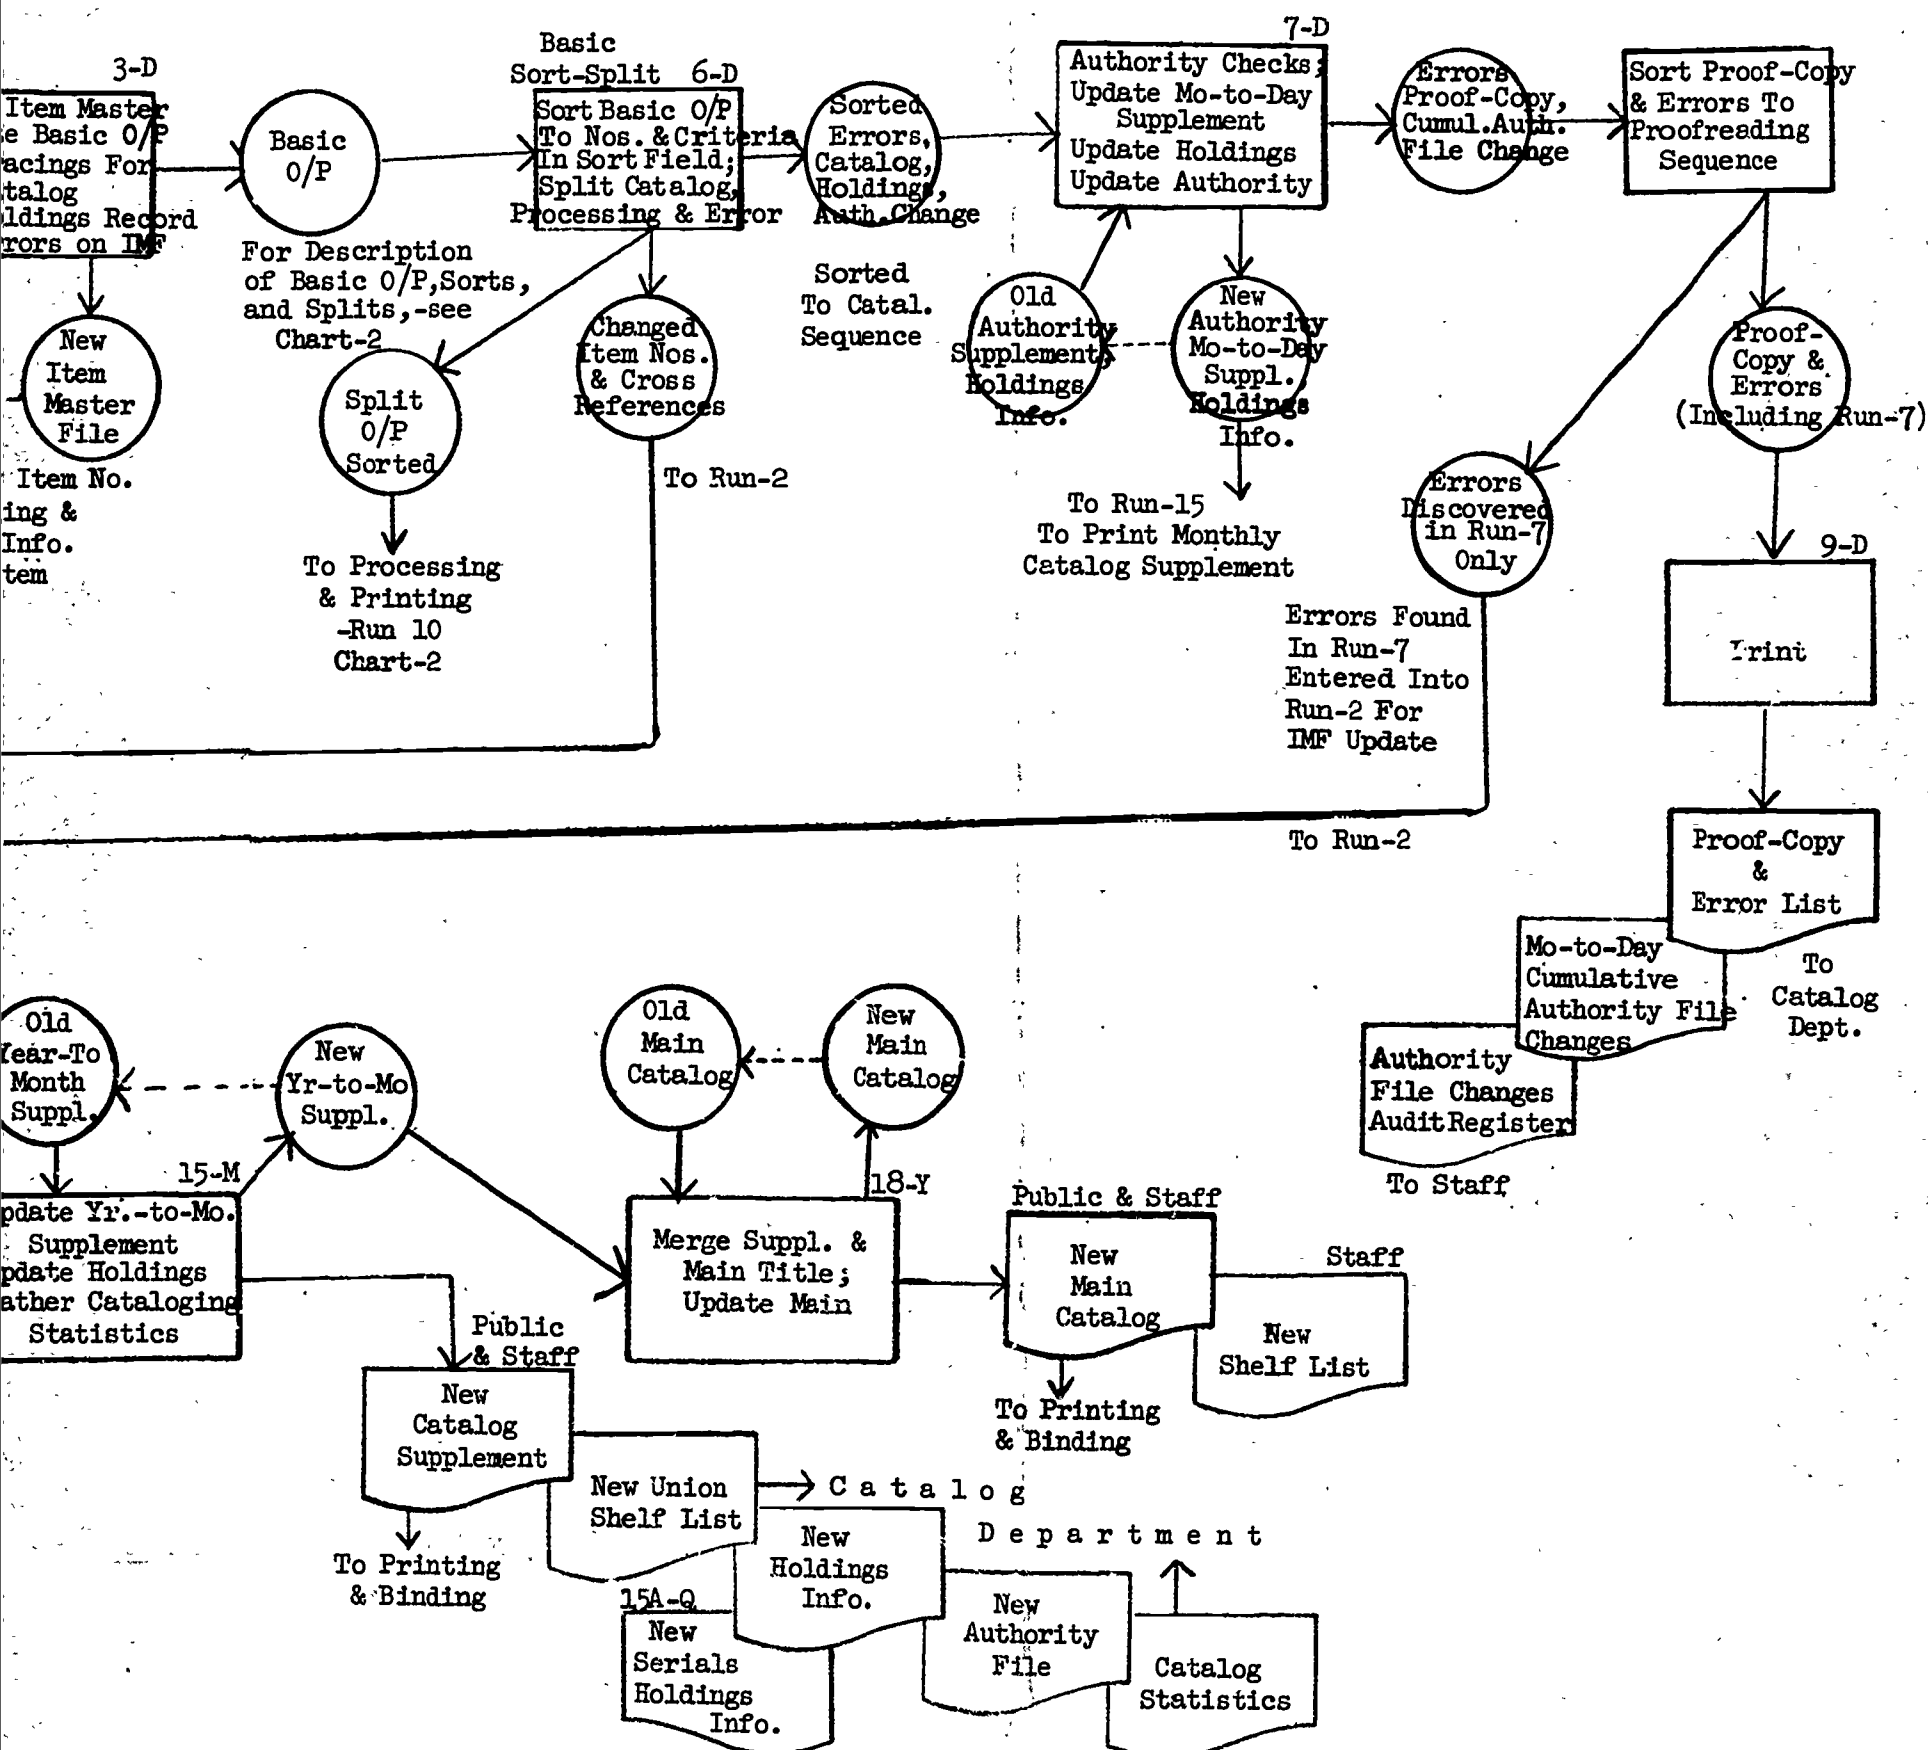 3-D
Item Master
e Basic O/P
acings For
talog
ldings Record
rrors on IMF
Basic
O/P
For Description
of Basic O/P,Sorts,
and Splits,-see
Chart-2
New
Item
Master
File
Item No.
ing &
Info.
tem
Basic
Sort-Split 6-D
Sort Basic O/P
To Nos. & Criteria
In Sort Field;
Split Catalog,
Processing & Error
Split
O/P
Sorted
To Processing
& Printing
-Run 10
Chart-2
Changed
Item Nos.
& Cross
References
To Run-2
Sorted
Errors,
Catalog,
Holdings,
Auth.Change
Sorted
To Catal.
Sequence
7-D
Authority Checks;
Update Mo-to-Day
Supplement
Update Holdings
Update Authority
Old
Authority
Supplement,
Holdings
Info.
New
Authority
Mo-to-Day
Suppl.,
Holdings
Info.
To Run-15
To Print Monthly
Catalog Supplement
Errors
Proof-Copy,
Cumul.Auth.
File Change
Sort Proof-Copy
& Errors To
Proofreading
Sequence
Proof-
Copy &
Errors
(Including Run-7)
Errors
Discovered
in Run-7
Only
Errors Found
In Run-7
Entered Into
Run-2 For
IMF Update
To Run-2
9-D
Print
Proof-Copy
&
Error List
To
Catalog
Dept.
Mo-to-Day
Cumulative
Authority File
Changes
Authority
File Changes
Audit Register
To Staff
Old
Year-To
Month
Suppl.
New
Yr-to-Mo
Suppl.
15-M
pdate Yr.-to-Mo.
Supplement
pdate Holdings
ather Cataloging
Statistics
Old
Main
Catalog
New
Main
Catalog
18-Y
Merge Suppl. &
Main Title;
Update Main
Public & Staff
New
Main
Catalog
To Printing
& Binding
Staff
New
Shelf List
Public
& Staff
New
Catalog
Supplement
To Printing
& Binding
New Union
Shelf List
Catalog
Department
New
Holdings
Info.
15A-Q
New
Serials
Holdings
Info.
New
Authority
File
Catalog
Statistics